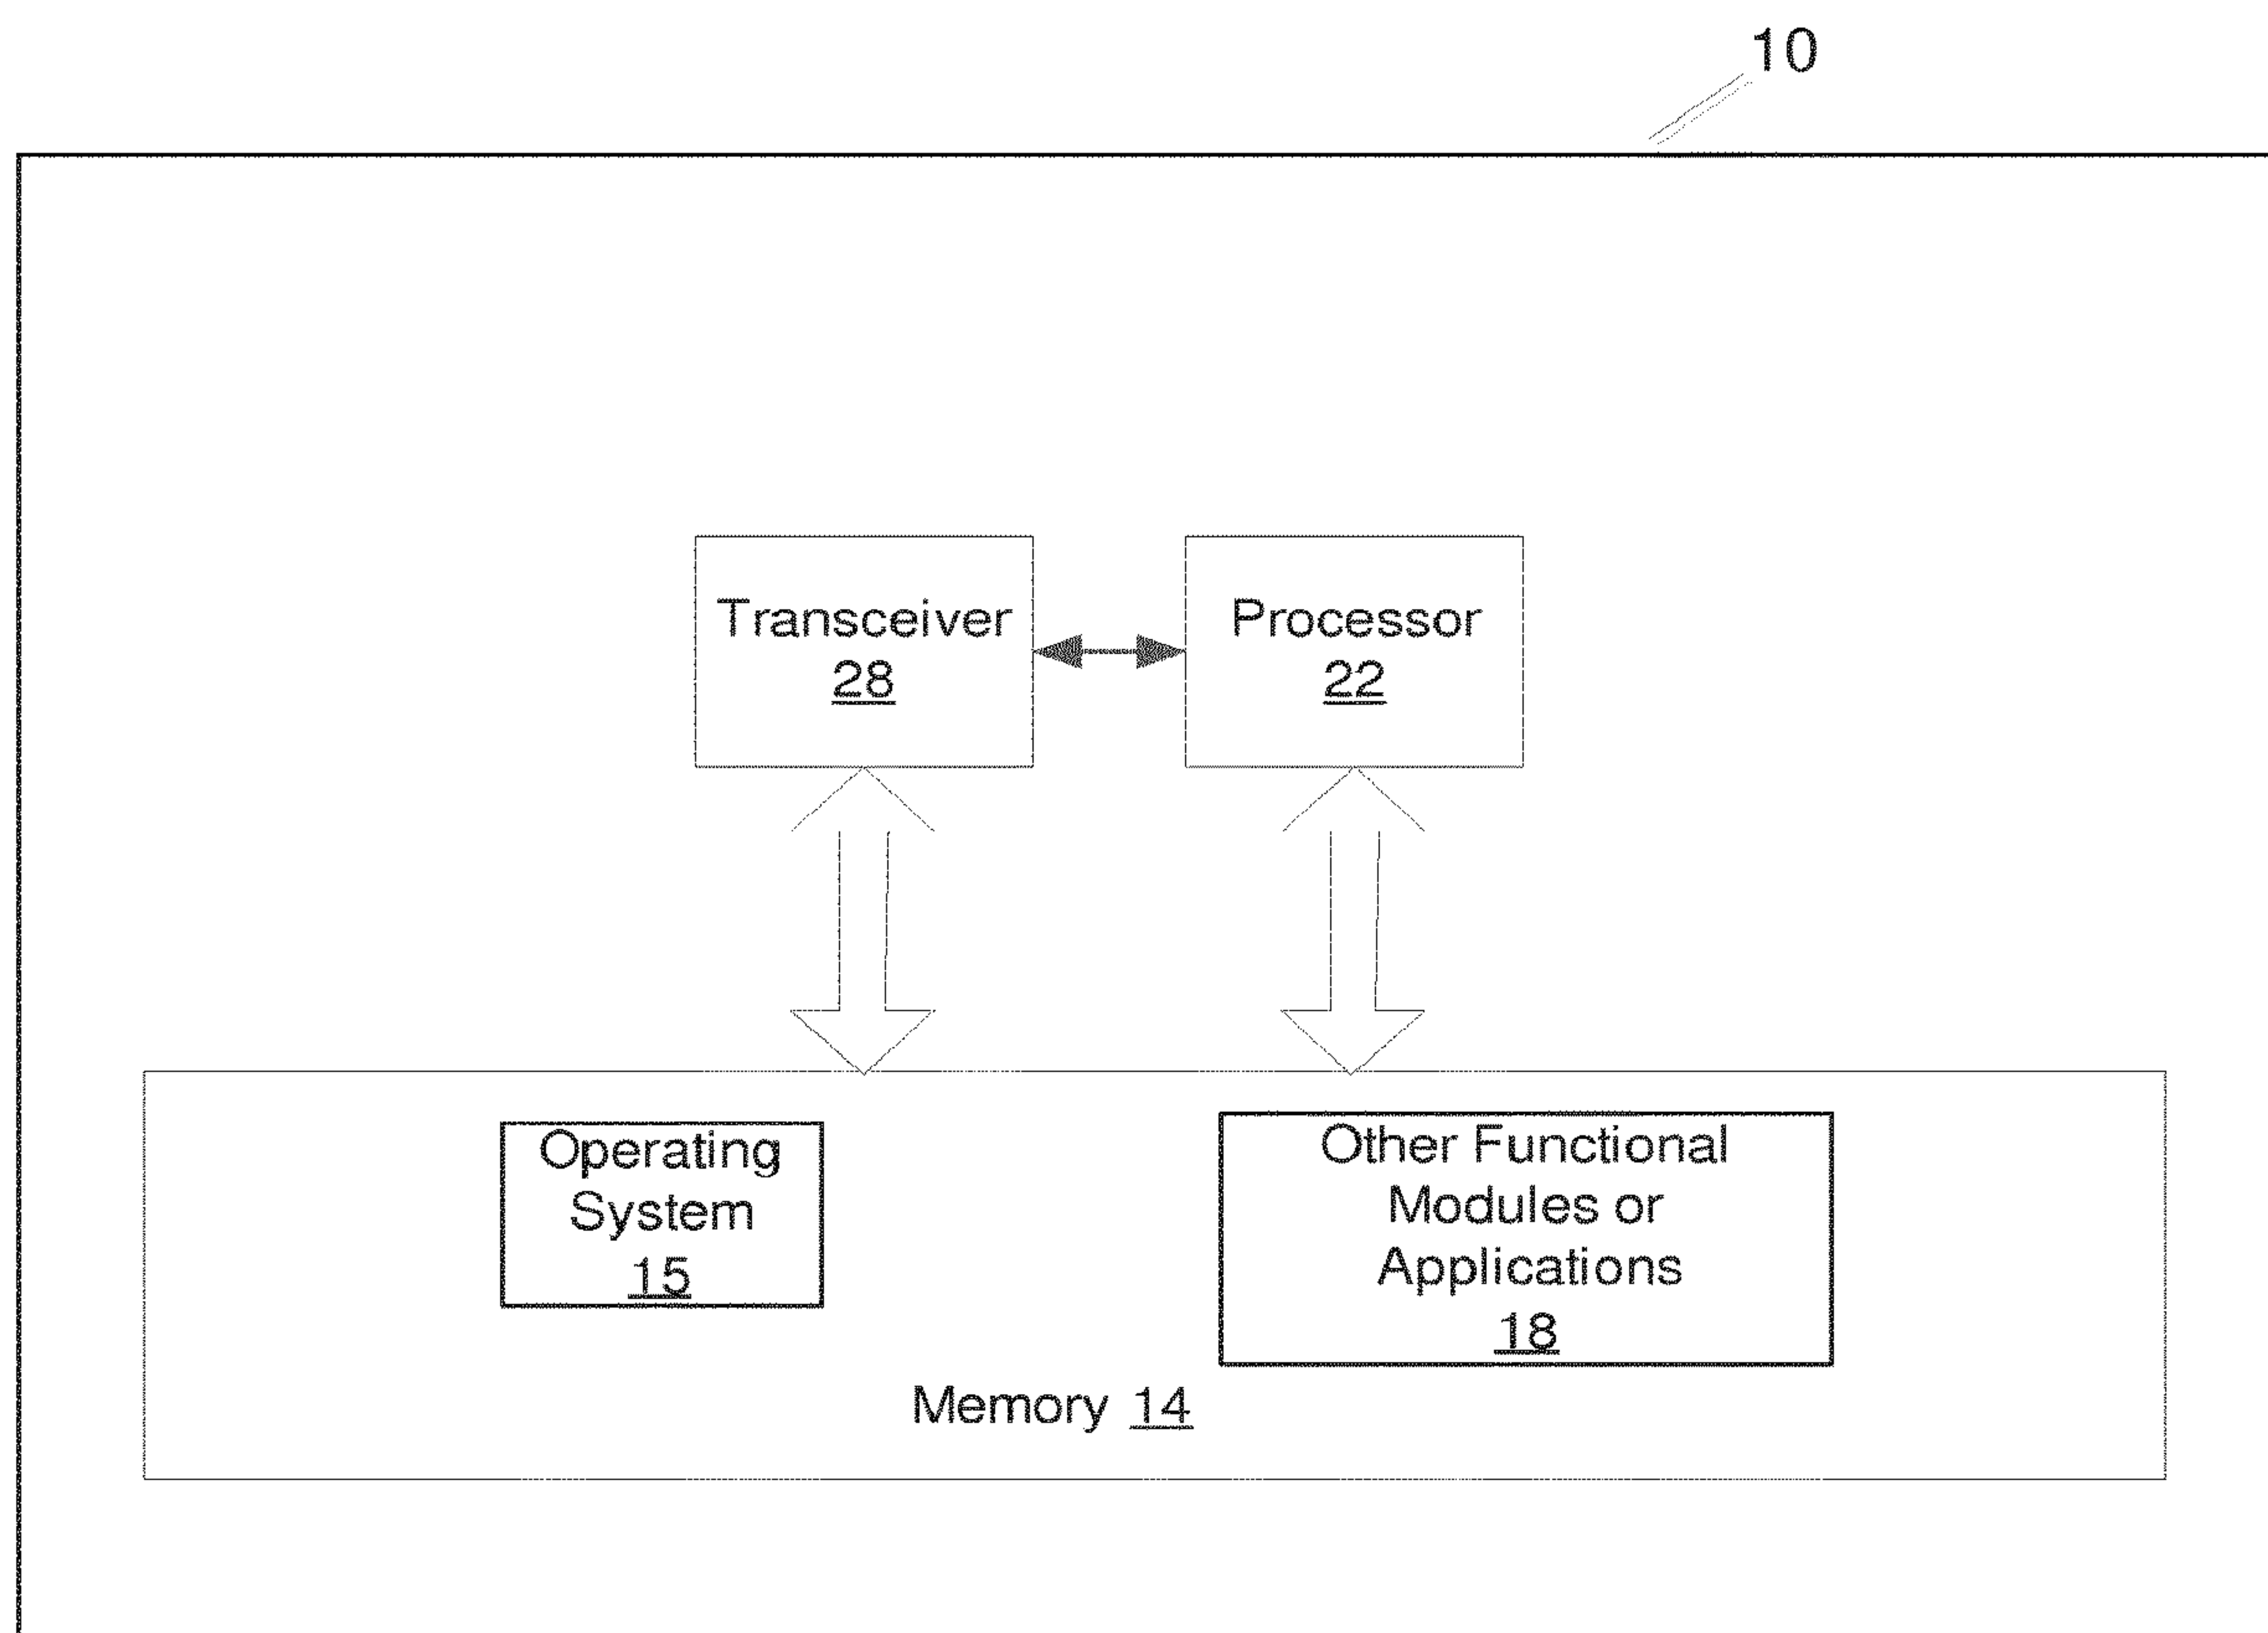 10
Transceiver
28
Processor
22
Operating
System
15
Other Functional
Modules or
Applications
18
Memory 14